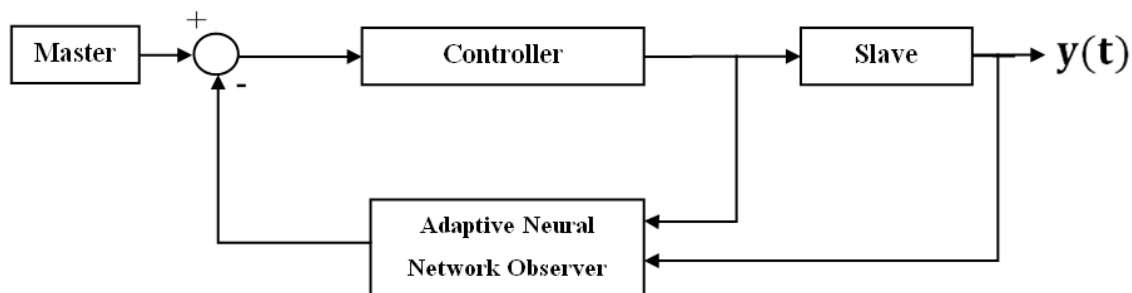 +
Master
Controller
Slave
y(t)
-
Adaptive Neural
Network Observer